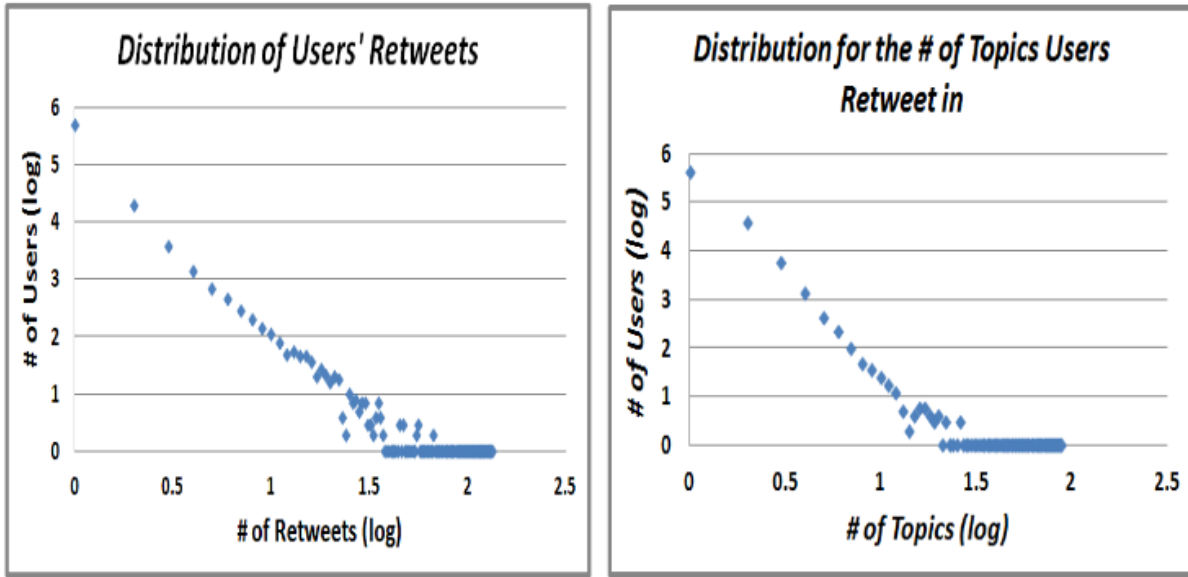 Distribution of Users' Retweets
6
5
4
3
2
1
0
# of Users (log)
0 0.5 1 1.5 2 2.5
# of Retweets (log)
Distribution for the # of Topics Users
Retweet in
6
5
4
3
2
1
0
# of Users (log)
0 0.5 1 1.5 2 2.5
# of Topics (log)